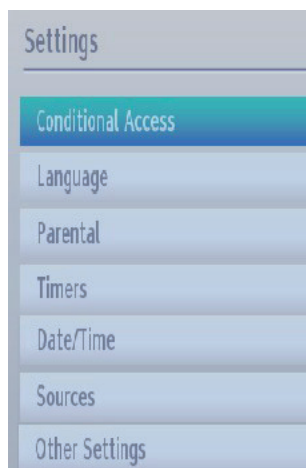 Settings
Conditional Access
Language
Parental
Timers
Date/Time
Sources
Other Settings